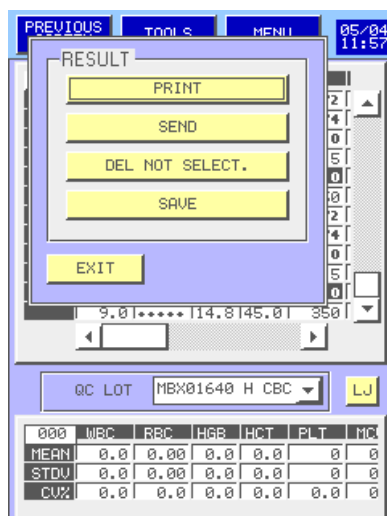 PREVIOUS TOOLS MENU 05/04
11:57
RESULT
PRINT
SEND
DEL NOT SELECT.
SAVE
EXIT
9.0 ••••• 14.8 45.0 350
QC LOT MBX01640 H CBC LJ
000 WBC RBC HGB HCT PLT MC
MEAN 0.0 0.00 0.0 0.0 0 0
STDV 0.0 0.00 0.0 0.0 0 0
CV% 0.0 0.0 0.0 0.0 0.0 0